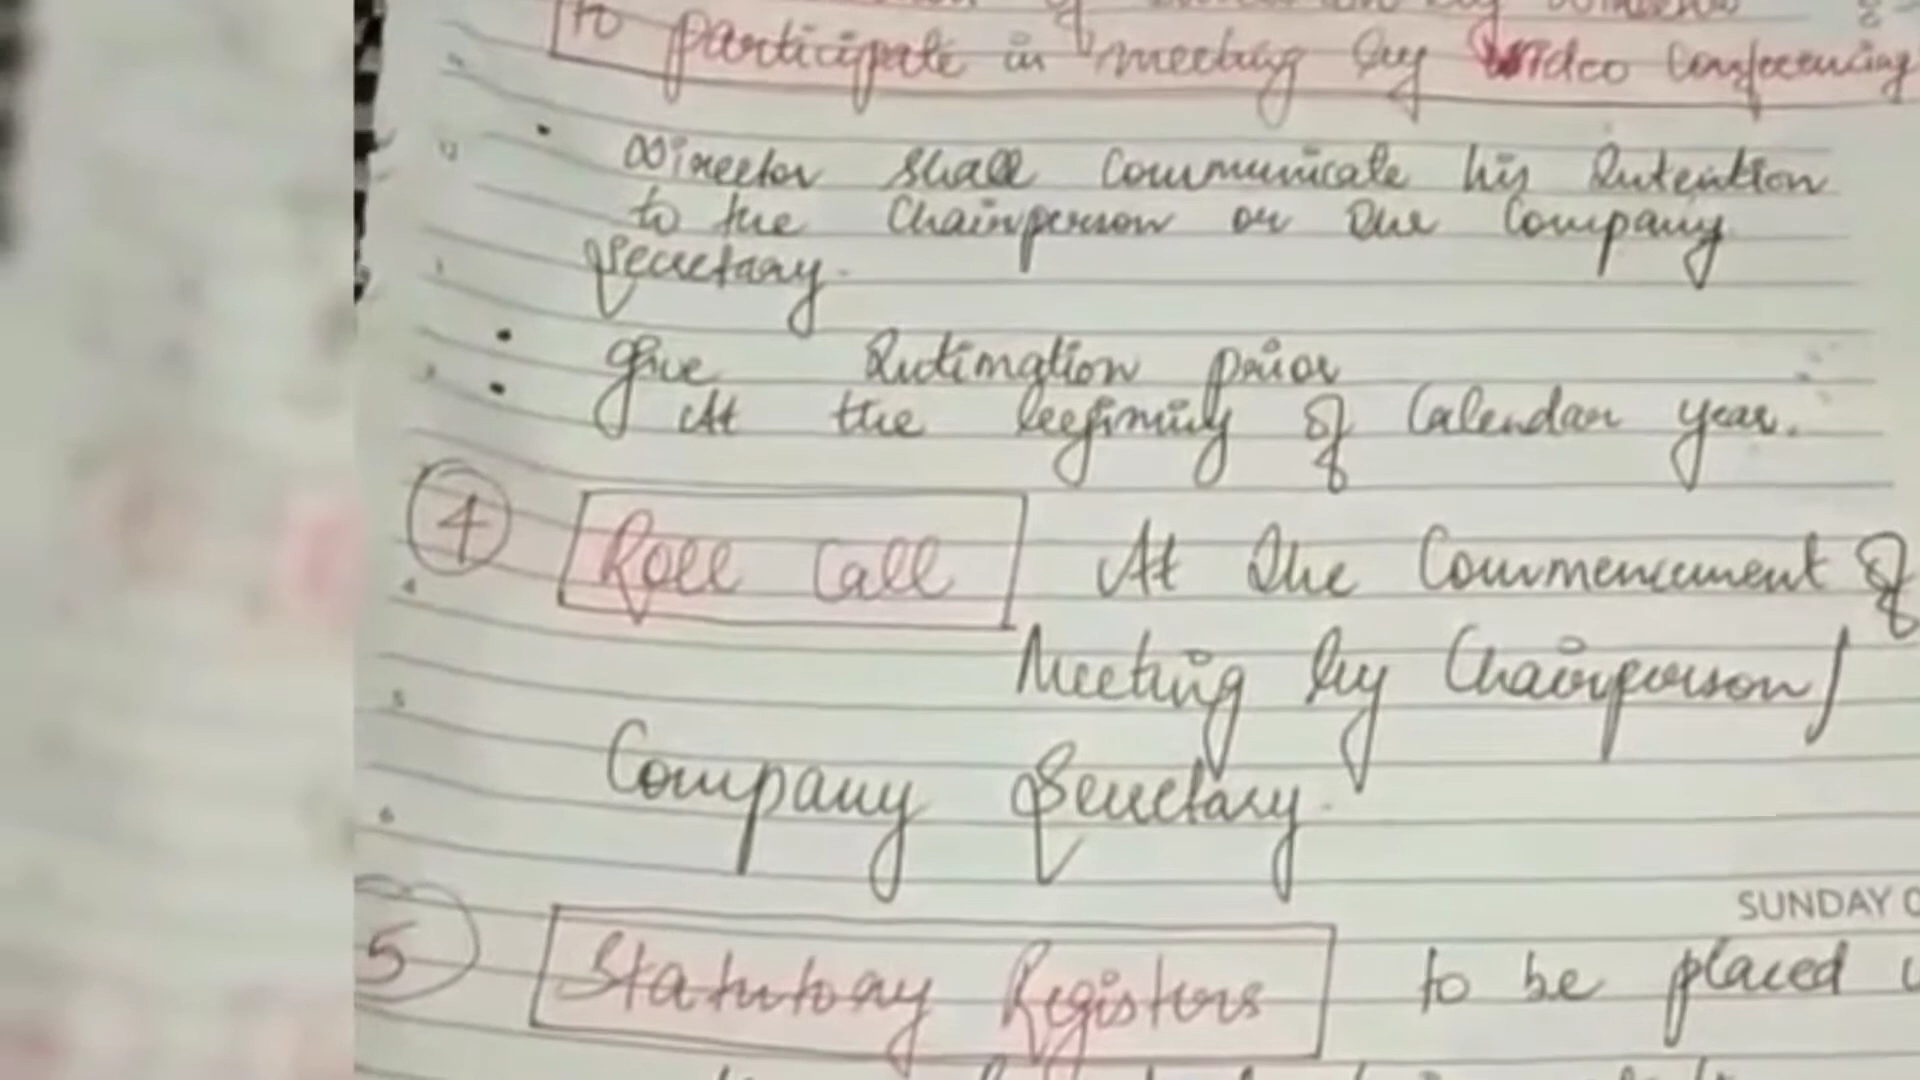 to participate in meeting by Video Conferencing
Director shall Communicate his Intention
to the Chairperson or the Company
Secretary.
Give Intimation prior
At the begining of Calendar year.
4 Roll Call At the Commencement of
Meeting by Chairperson/
Company Secretary.
SUNDAY 0
5 Statutory Registers to be placed